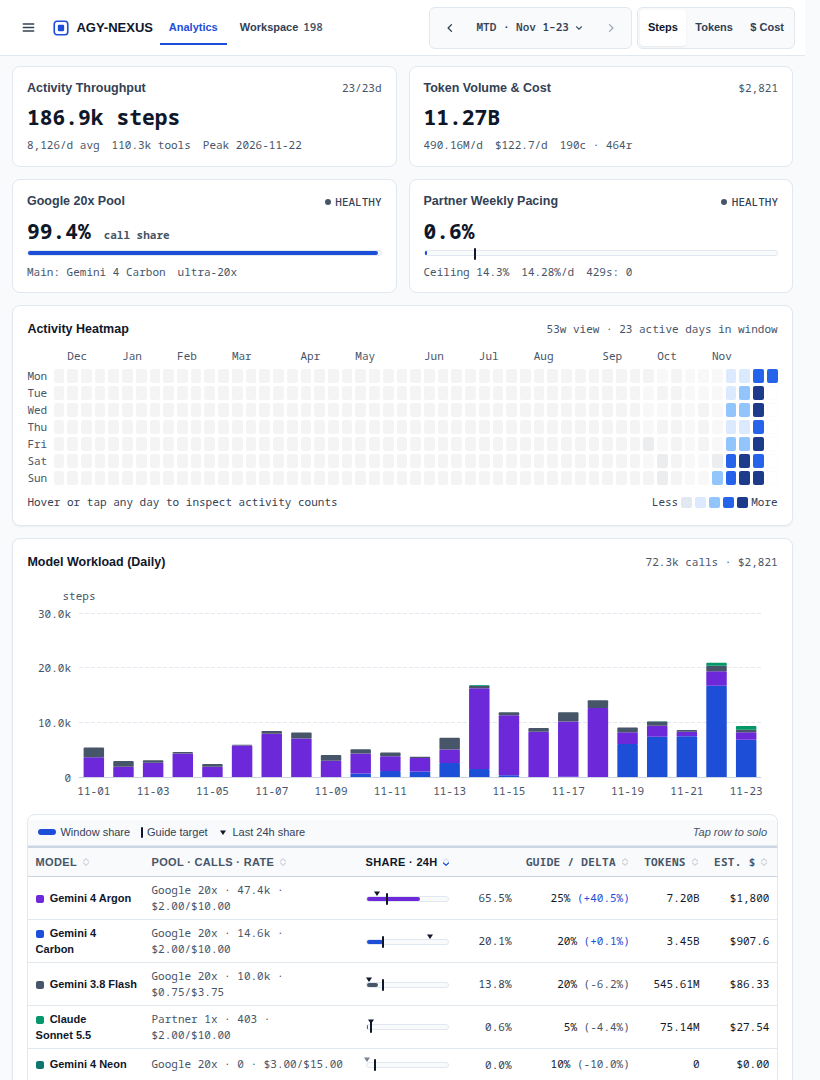 AGY-NEXUS Analytics Workspace 198 MTD · Nov 1-23 Steps Tokens $ Cost
Activity Throughput 23/23d
186.9k steps
8,126/d avg 110.3k tools Peak 2026-11-22
Token Volume & Cost $2,821
11.27B
490.16M/d $122.7/d 190c · 464r
Google 20x Pool HEALTHY
99.4% call share
Main: Gemini 4 Carbon ultra-20x
Partner Weekly Pacing HEALTHY
0.6%
Ceiling 14.3% 14.28%/d 429s: 0
Activity Heatmap 53w view · 23 active days in window
Dec Jan Feb Mar Apr May Jun Jul Aug Sep Oct Nov
Mon
Tue
Wed
Thu
Fri
Sat
Sun
Hover or tap any day to inspect activity counts Less More
Model Workload (Daily) 72.3k calls · $2,821
steps
30.0k
20.0k
10.0k
0
11-01 11-03 11-05 11-07 11-09 11-11 11-13 11-15 11-17 11-19 11-21 11-23
Window share Guide target Last 24h share Tap row to solo
MODEL POOL · CALLS · RATE SHARE · 24H GUIDE / DELTA TOKENS EST. $
Gemini 4 Argon Google 20x · 47.4k · 65.5% 25% (+40.5%) 7.20B $1,800
$2.00/$10.00
Gemini 4 Google 20x · 14.6k · 20.1% 20% (+0.1%) 3.45B $907.6
Carbon $2.00/$10.00
Gemini 3.8 Flash Google 20x · 10.0k · 13.8% 20% (-6.2%) 545.61M $86.33
$0.75/$3.75
Claude Partner 1x · 403 · 0.6% 5% (-4.4%) 75.14M $27.54
Sonnet 5.5 $2.00/$10.00
Gemini 4 Neon Google 20x · 0 · $3.00/$15.00 0.0% 10% (-10.0%) 0 $0.00